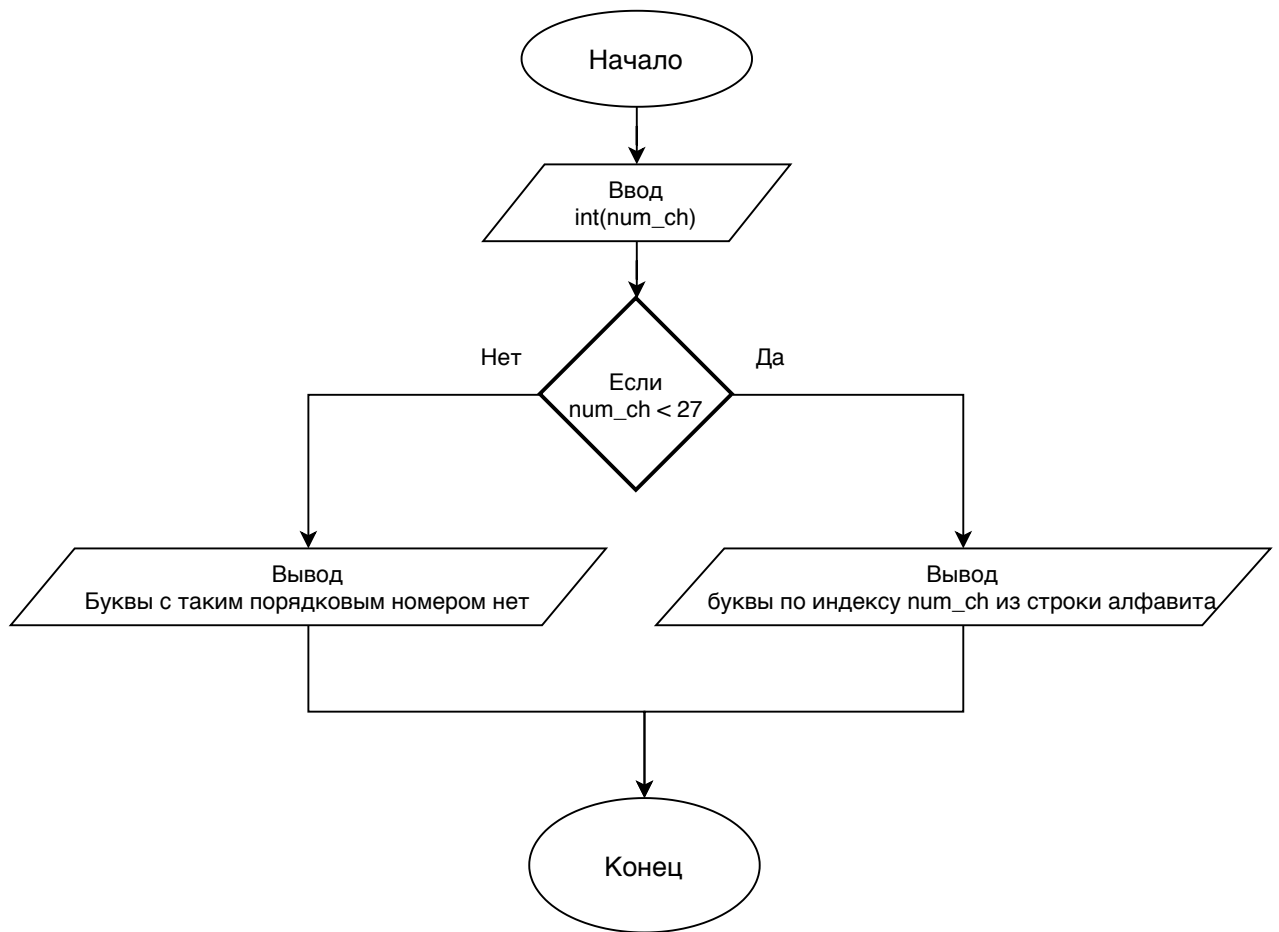 Начало
Ввод
int(num_ch)
Нет
Да
Если
num_ch < 27
Вывод
Буквы с таким порядковым номером нет
Вывод
буквы по индексу num_ch из строки алфавита
Конец